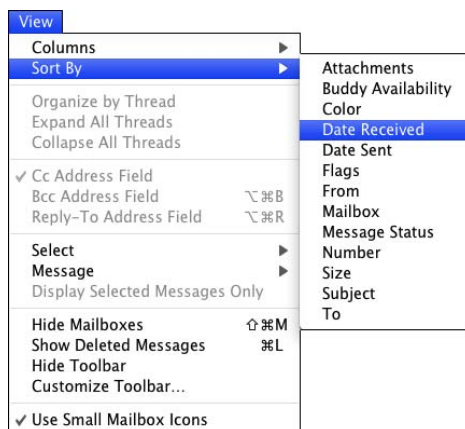 View
Columns
Sort By
Organize by Thread
Expand All Threads
Collapse All Threads
✓ Cc Address Field
Bcc Address Field ⌥⌘B
Reply-To Address Field ⌥⌘R
Select
Message
Display Selected Messages Only
Hide Mailboxes ⇧⌘M
Show Deleted Messages ⌘L
Hide Toolbar
Customize Toolbar...
✓ Use Small Mailbox Icons
Attachments
Buddy Availability
Color
Date Received
Date Sent
Flags
From
Mailbox
Message Status
Number
Size
Subject
To